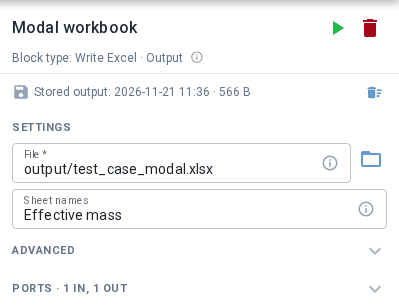 Modal workbook
Block type: Write Excel · Output
Stored output: 2026-11-21 11:36 · 566 B
SETTINGS
File *
output/test_case_modal.xlsx
Sheet names
Effective mass
ADVANCED
PORTS · 1 IN, 1 OUT